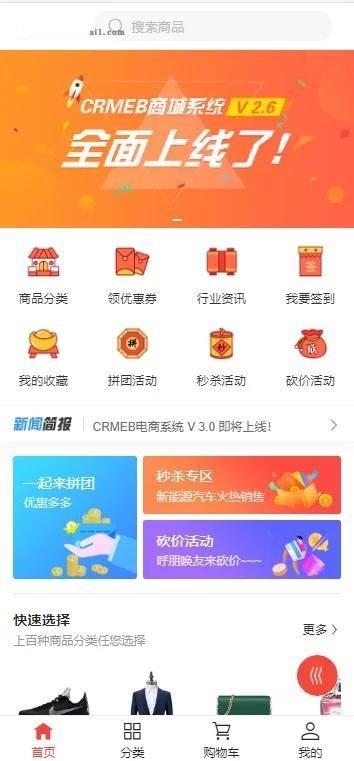 ail.com
搜索商品
CRMEB商城系统 V 2.6
全面上线了!
商品分类
领优惠券
行业资讯
我要签到
签
我的收藏
拼团活动
秒杀活动
砍价活动
拼
秒
砍
新闻简报
CRMEB电商系统 V 3.0 即将上线!
一起来拼团
优惠多多
秒杀专区
新能源汽车火热销售
砍价活动
呼朋唤友来砍价~~~
快速选择
上百种商品分类任您选择
更多
首页
分类
购物车
我的